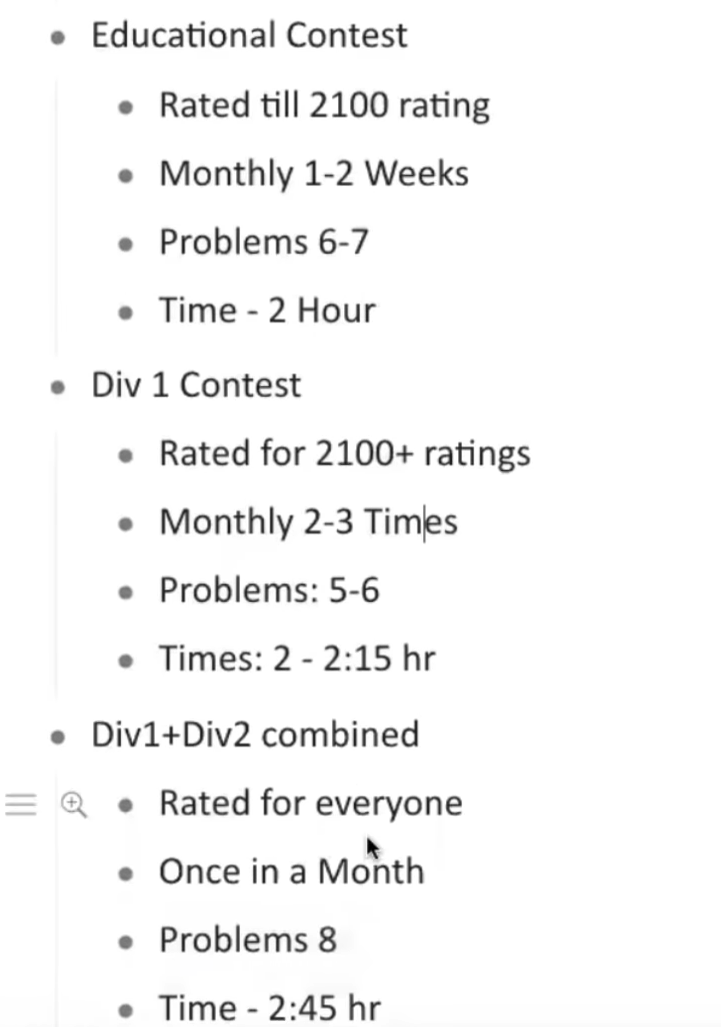 Educational Contest
Rated till 2100 rating
Monthly 1-2 Weeks
Problems 6-7
Time - 2 Hour
Div 1 Contest
Rated for 2100+ ratings
Monthly 2-3 Times
Problems: 5-6
Times: 2 - 2:15 hr
Div1+Div2 combined
Rated for everyone
Once in a Month
Problems 8
Time - 2:45 hr